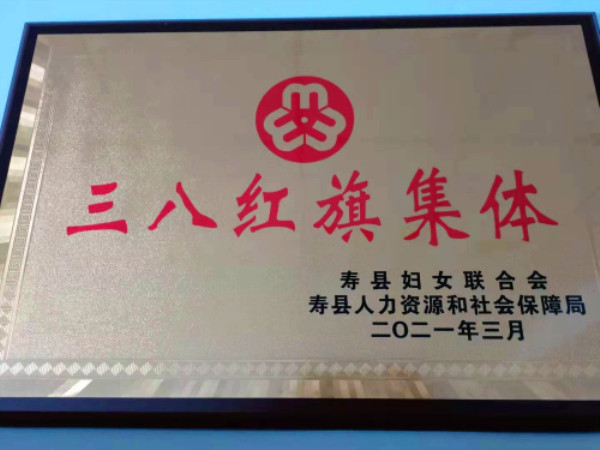 三八红旗集体
寿县妇女联合会
寿县人力资源和社会保障局
二〇二一年三月